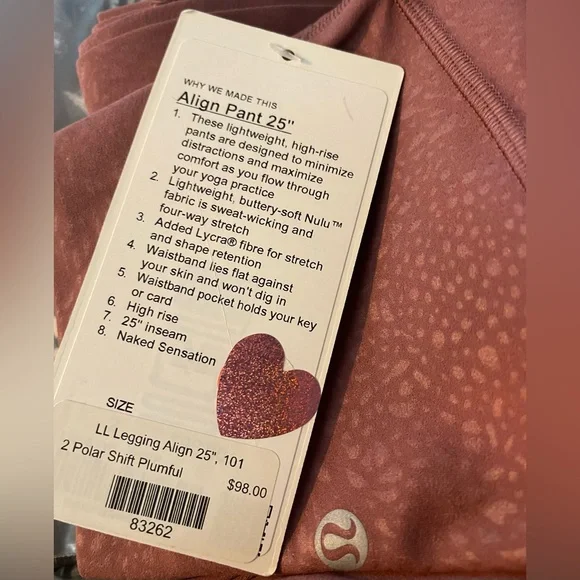 WHY WE MADE THIS
Align Pant 25"
1. These lightweight, high-rise
pants are designed to minimize
distractions and maximize
comfort as you flow through
your yoga practice
2. Lightweight, buttery-soft Nulu™
fabric is sweat-wicking and
four-way stretch
3. Added Lycra® fibre for stretch
and shape retention
4. Waistband lies flat against
your skin and won't dig in
5. Waistband pocket holds your key
or card
6. High rise
7. 25" inseam
8. Naked Sensation
SIZE
LL Legging Align 25", 101
2 Polar Shift Plumful
$98.00
83262